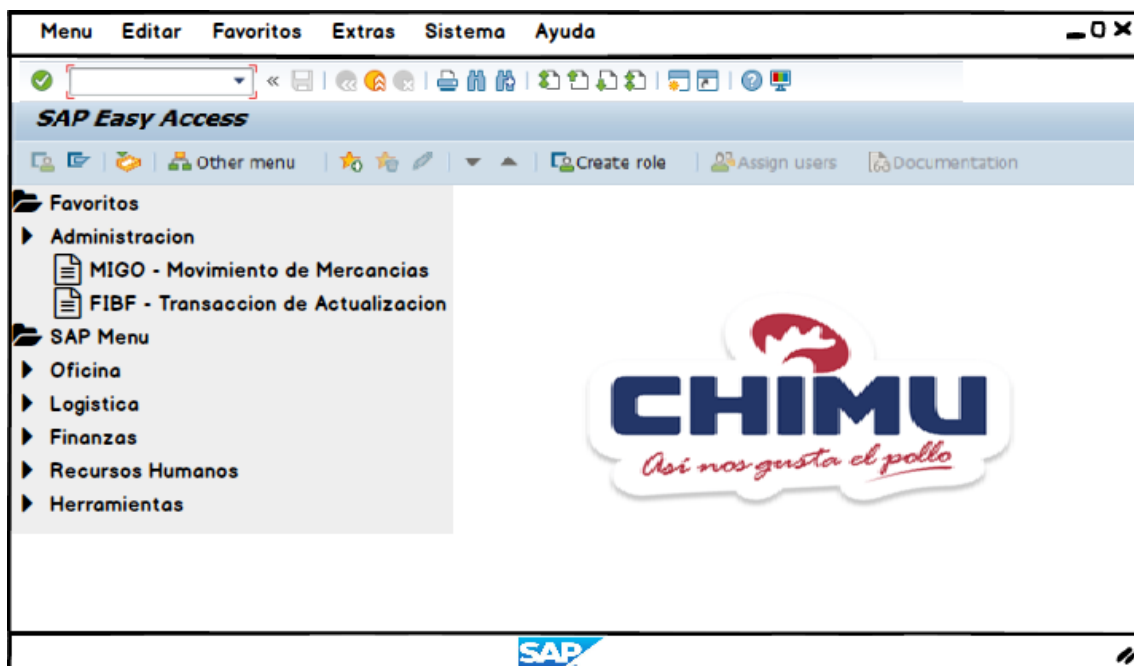 Menu Editar Favoritos Extras Sistema Ayuda
SAP Easy Access
Other menu Create role Assign users Documentation
Favoritos
Administracion
MIGO - Movimiento de Mercancias
FIBF - Transaccion de Actualizacion
SAP Menu
Oficina
Logistica
Finanzas
Recursos Humanos
Herramientas
CHIMU
Así nos gusta el pollo
SAP